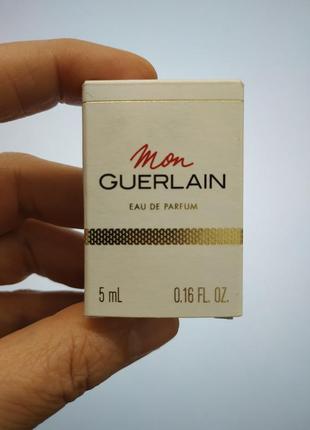 Mon
GUERLAIN
EAU DE PARFUM
5 mL 0.16 FL. OZ.